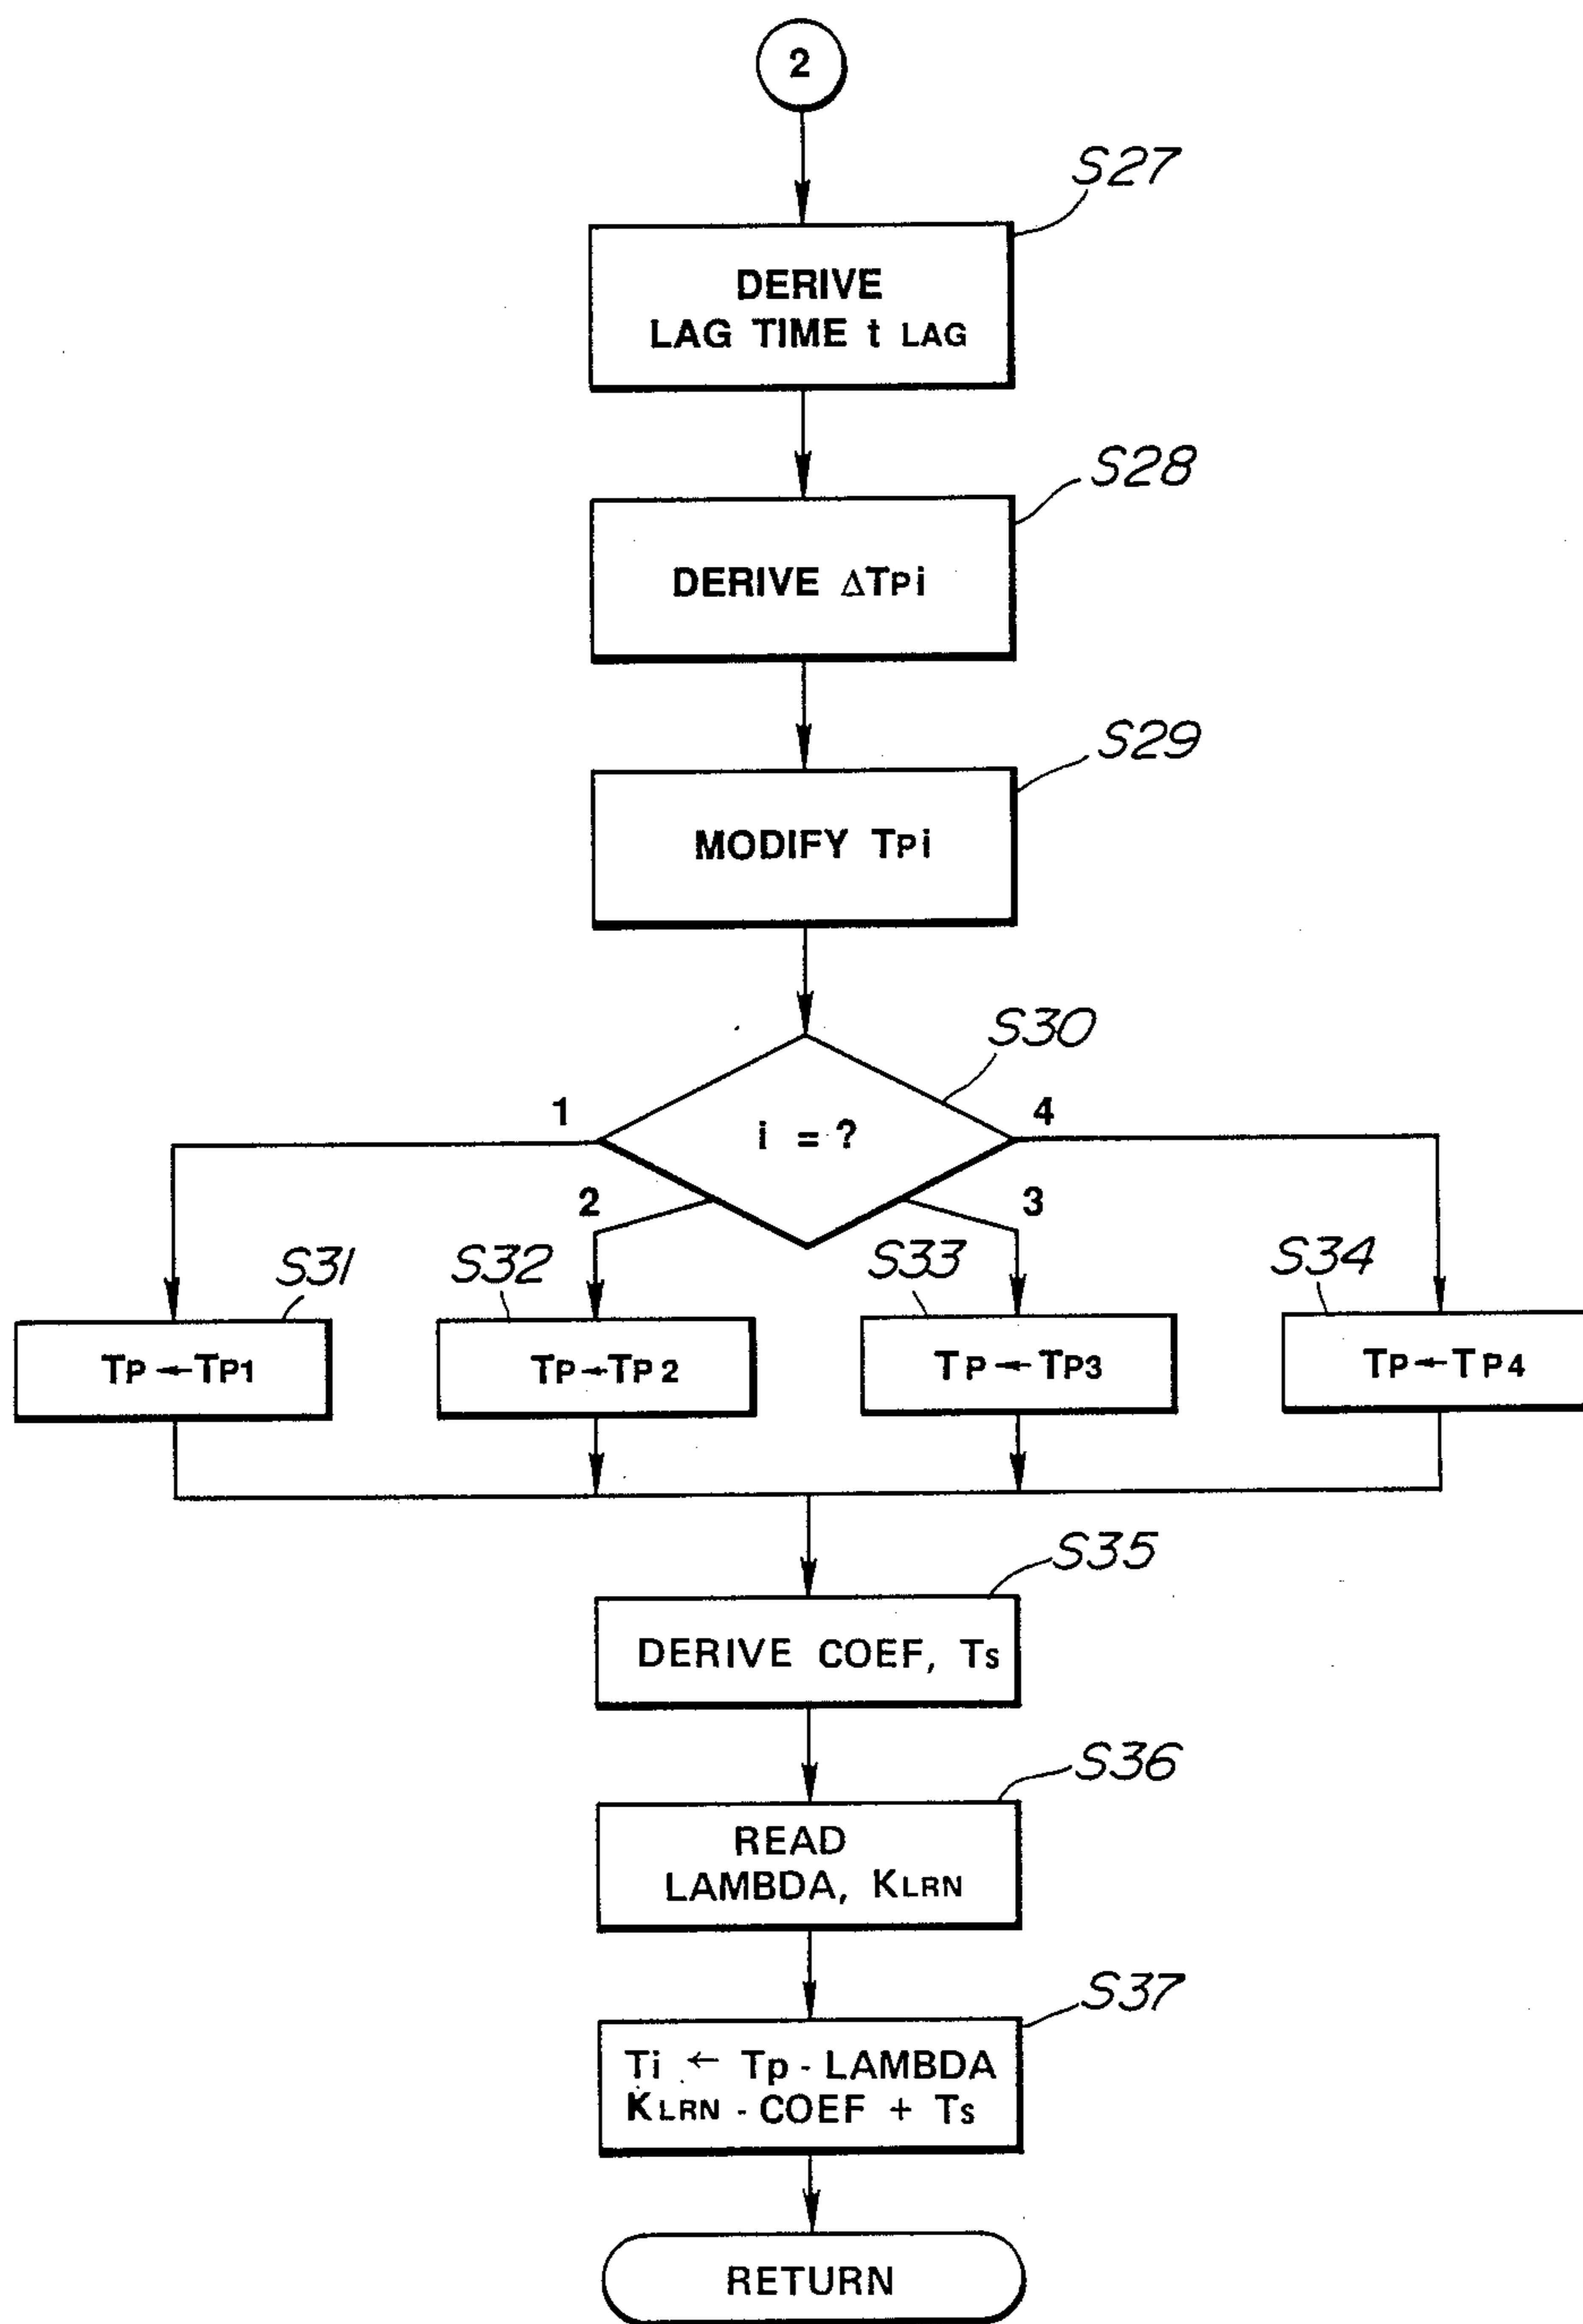 2
S27
DERIVE
LAG TIME t LAG
S28
DERIVE ΔTPi
S29
MODIFY TPi
S30
i = ?
1
4
2
3
S31
S32
S33
S34
TP←TP1
TP←TP2
TP←TP3
TP←TP4
S35
DERIVE COEF, Ts
S36
READ
LAMBDA, KLRN
S37
Ti ← Tp - LAMBDA
KLRN - COEF + Ts
RETURN